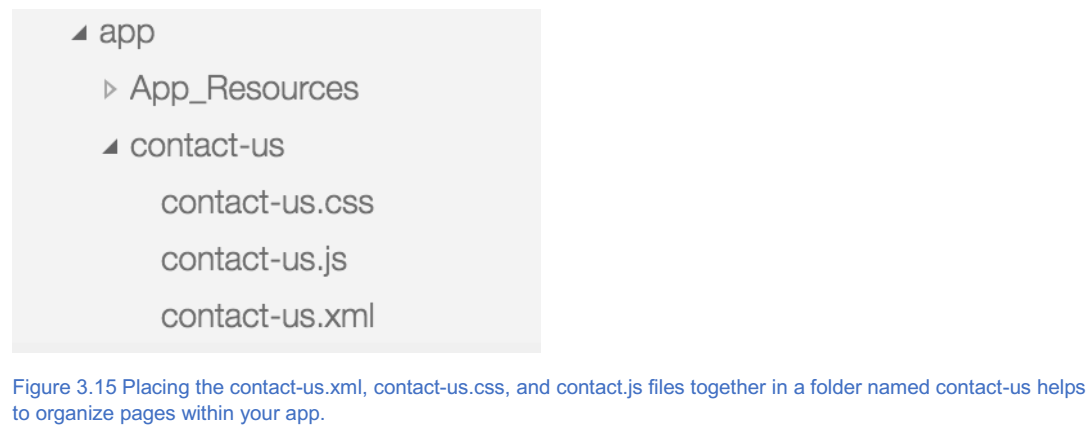 app
App_Resources
contact-us
contact-us.css
contact-us.js
contact-us.xml
Figure 3.15 Placing the contact-us.xml, contact-us.css, and contact.js files together in a folder named contact-us helps
to organize pages within your app.